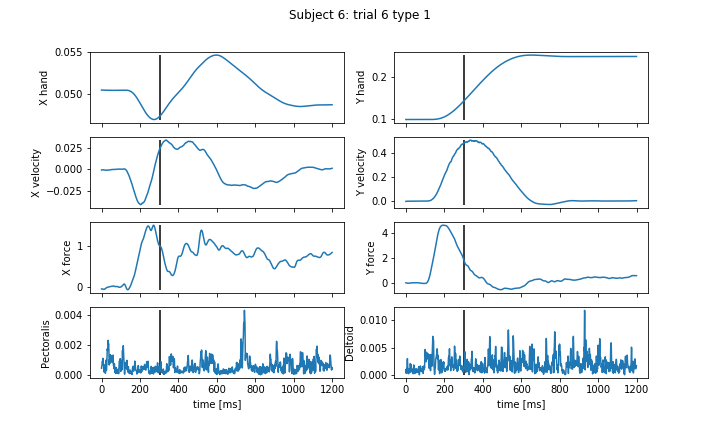 Subject 6: trial 6 type 1
X hand
0.055
0.050
Y hand
0.2
0.1
X velocity
0.025
0.000
−0.025
Y velocity
0.4
0.2
0.0
X force
1
0
Y force
4
2
0
Pectoralis
0.004
0.002
0.000
0 200 400 600 800 1000 1200
time [ms]
Deltoid
0.010
0.005
0.000
0 200 400 600 800 1000 1200
time [ms]